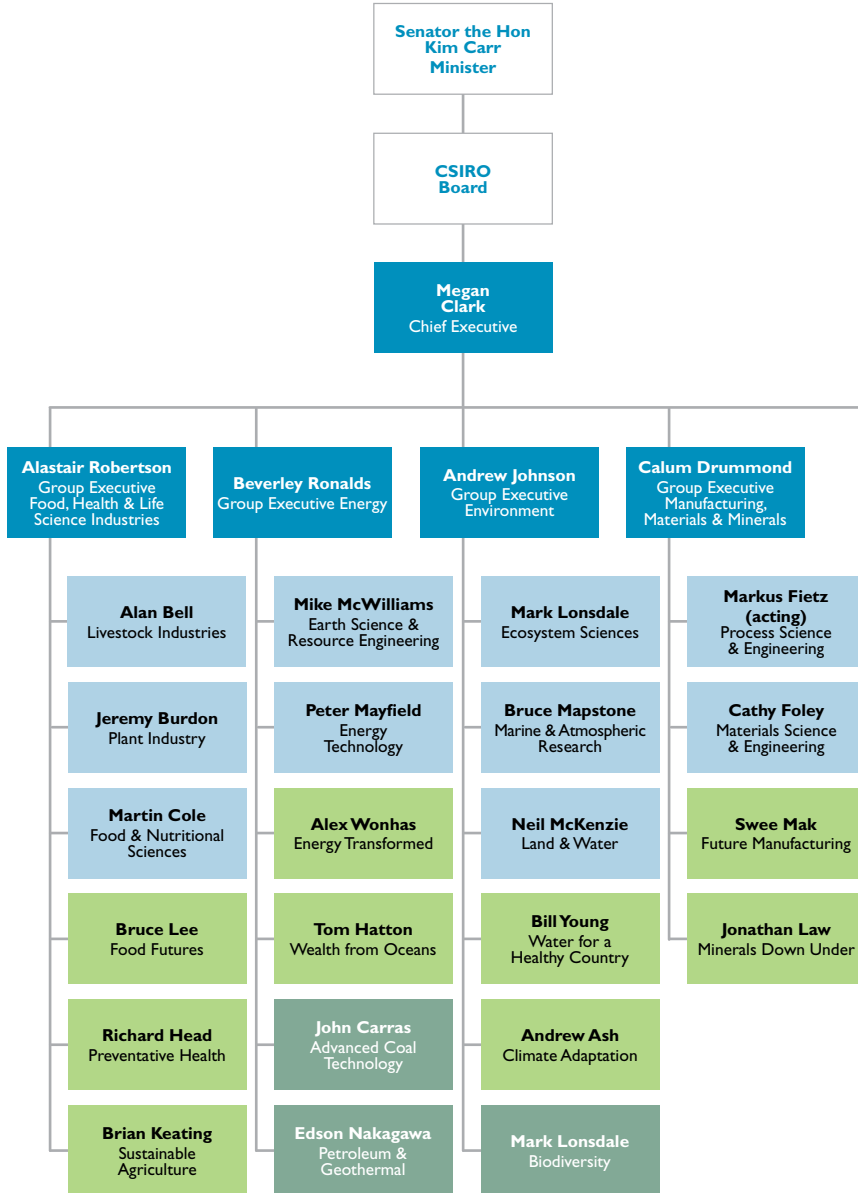 Senator the Hon
Kim Carr
Minister
CSIRO
Board
Megan
Clark
Chief Executive
Alastair Robertson
Group Executive
Food, Health & Life
Science Industries
Beverley Ronalds
Group Executive Energy
Andrew Johnson
Group Executive
Environment
Calum Drummond
Group Executive
Manufacturing,
Materials & Minerals
Alan Bell
Livestock Industries
Jeremy Burdon
Plant Industry
Martin Cole
Food & Nutritional
Sciences
Bruce Lee
Food Futures
Richard Head
Preventative Health
Brian Keating
Sustainable
Agriculture
Mike McWilliams
Earth Science &
Resource Engineering
Peter Mayfield
Energy
Technology
Alex Wonhas
Energy Transformed
Tom Hatton
Wealth from Oceans
John Carras
Advanced Coal
Technology
Edson Nakagawa
Petroleum &
Geothermal
Mark Lonsdale
Ecosystem Sciences
Bruce Mapstone
Marine & Atmospheric
Research
Neil McKenzie
Land & Water
Bill Young
Water for a
Healthy Country
Andrew Ash
Climate Adaptation
Mark Lonsdale
Biodiversity
Markus Fietz
(acting)
Process Science
& Engineering
Cathy Foley
Materials Science
& Engineering
Swee Mak
Future Manufacturing
Jonathan Law
Minerals Down Under